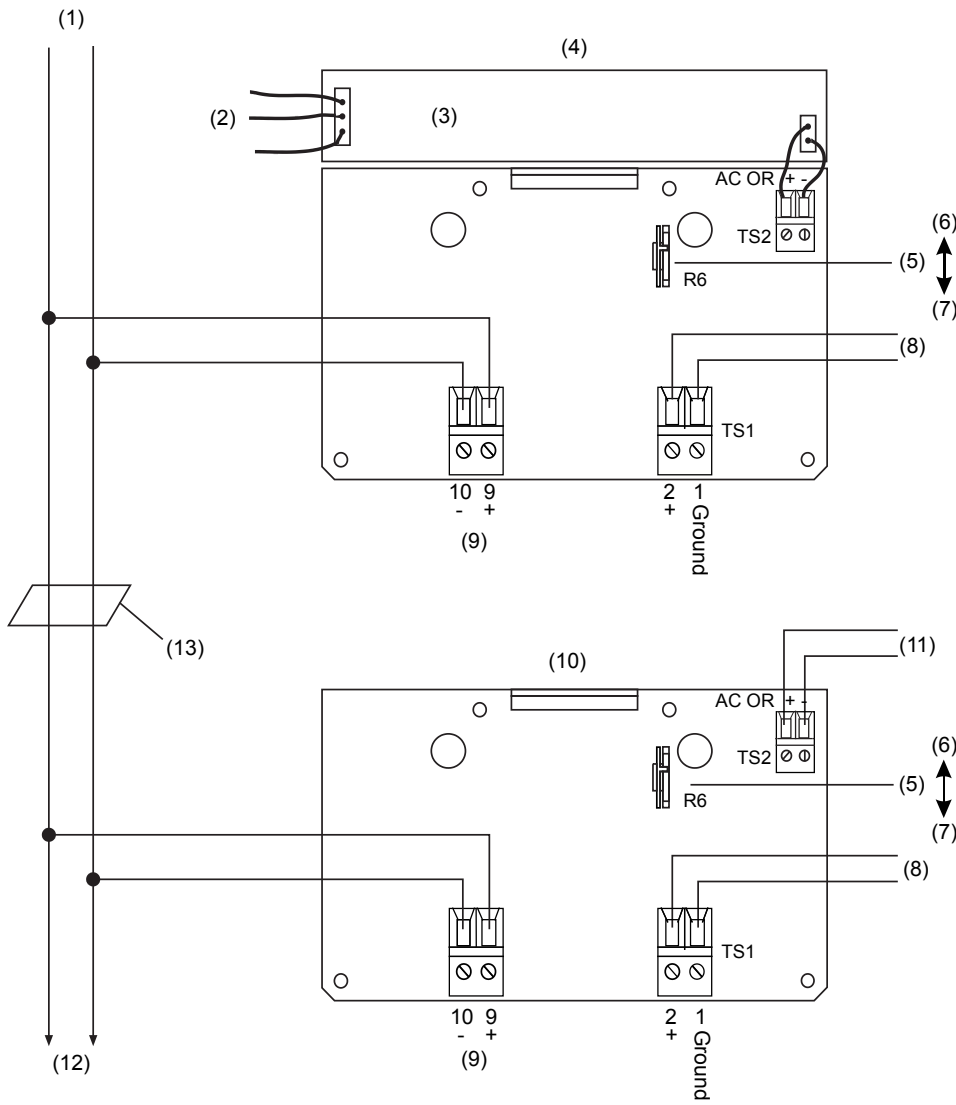 (1)
(4)
(2)
(3)
AC OR + -
TS2
(6)
(5)
R6
(7)
(8)
TS1
10 9
- +
2 1
+
Ground
(9)
(13)
(10)
(11)
AC OR + -
TS2
(6)
(5)
R6
(7)
(8)
TS1
10 9
- +
2 1
+
Ground
(9)
(12)